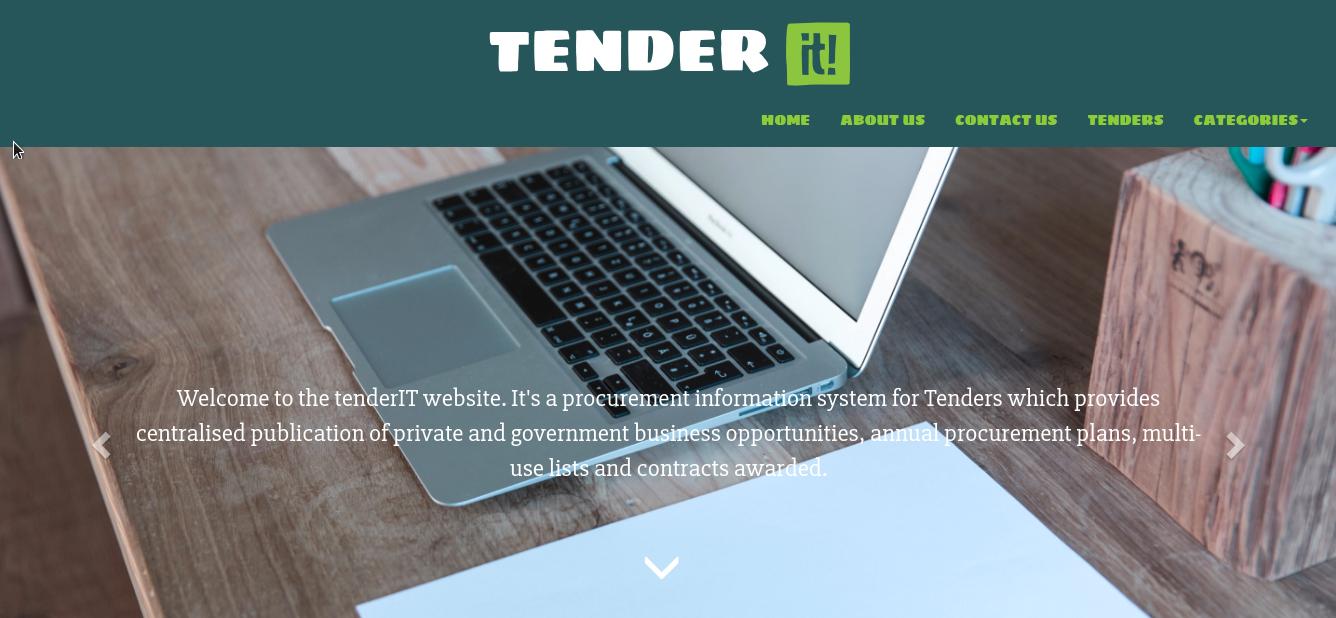 TENDER it!
HOME ABOUT US CONTACT US TENDERS CATEGORIES
Welcome to the tenderIT website. It's a procurement information system for Tenders which provides
centralised publication of private and government business opportunities, annual procurement plans, multi-
use lists and contracts awarded.